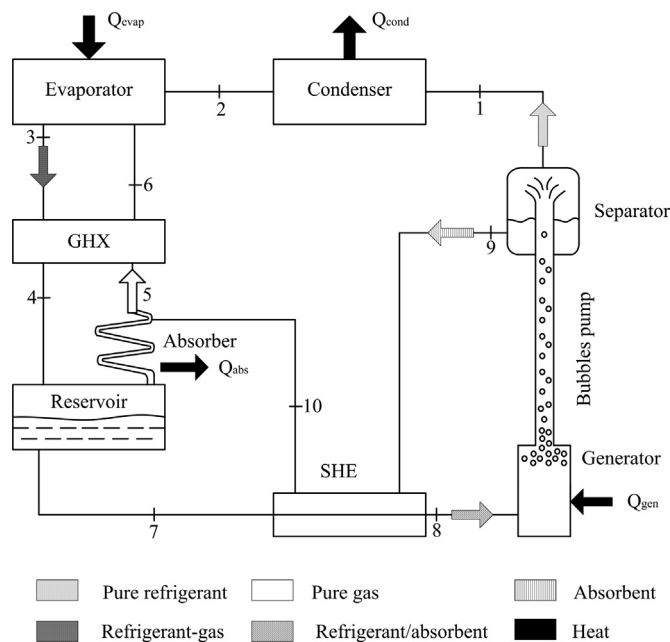 Qevap
Qcond
Evaporator
Condenser
2
1
3
6
Separator
GHX
9
4
5
Absorber
Qabs
Bubbles pump
Reservoir
10
SHE
Generator
Qgen
7
8
Pure refrigerant
Pure gas
Absorbent
Refrigerant-gas
Refrigerant/absorbent
Heat